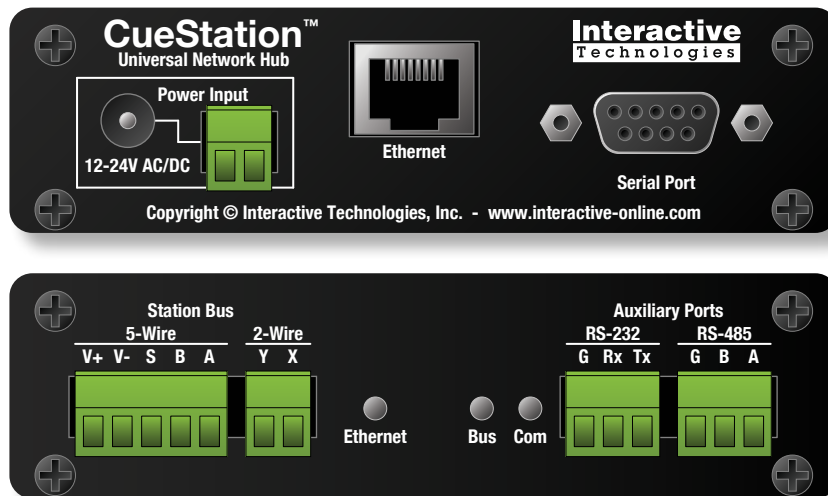 CueStation™
Universal Network Hub
Power Input
12-24V AC/DC
Ethernet
Interactive
Technologies
Serial Port
Copyright © Interactive Technologies, Inc. - www.interactive-online.com
Station Bus
5-Wire
2-Wire
V+ V- S B A
Y X
Ethernet
Bus
Com
Auxiliary Ports
RS-232
RS-485
G Rx Tx
G B A